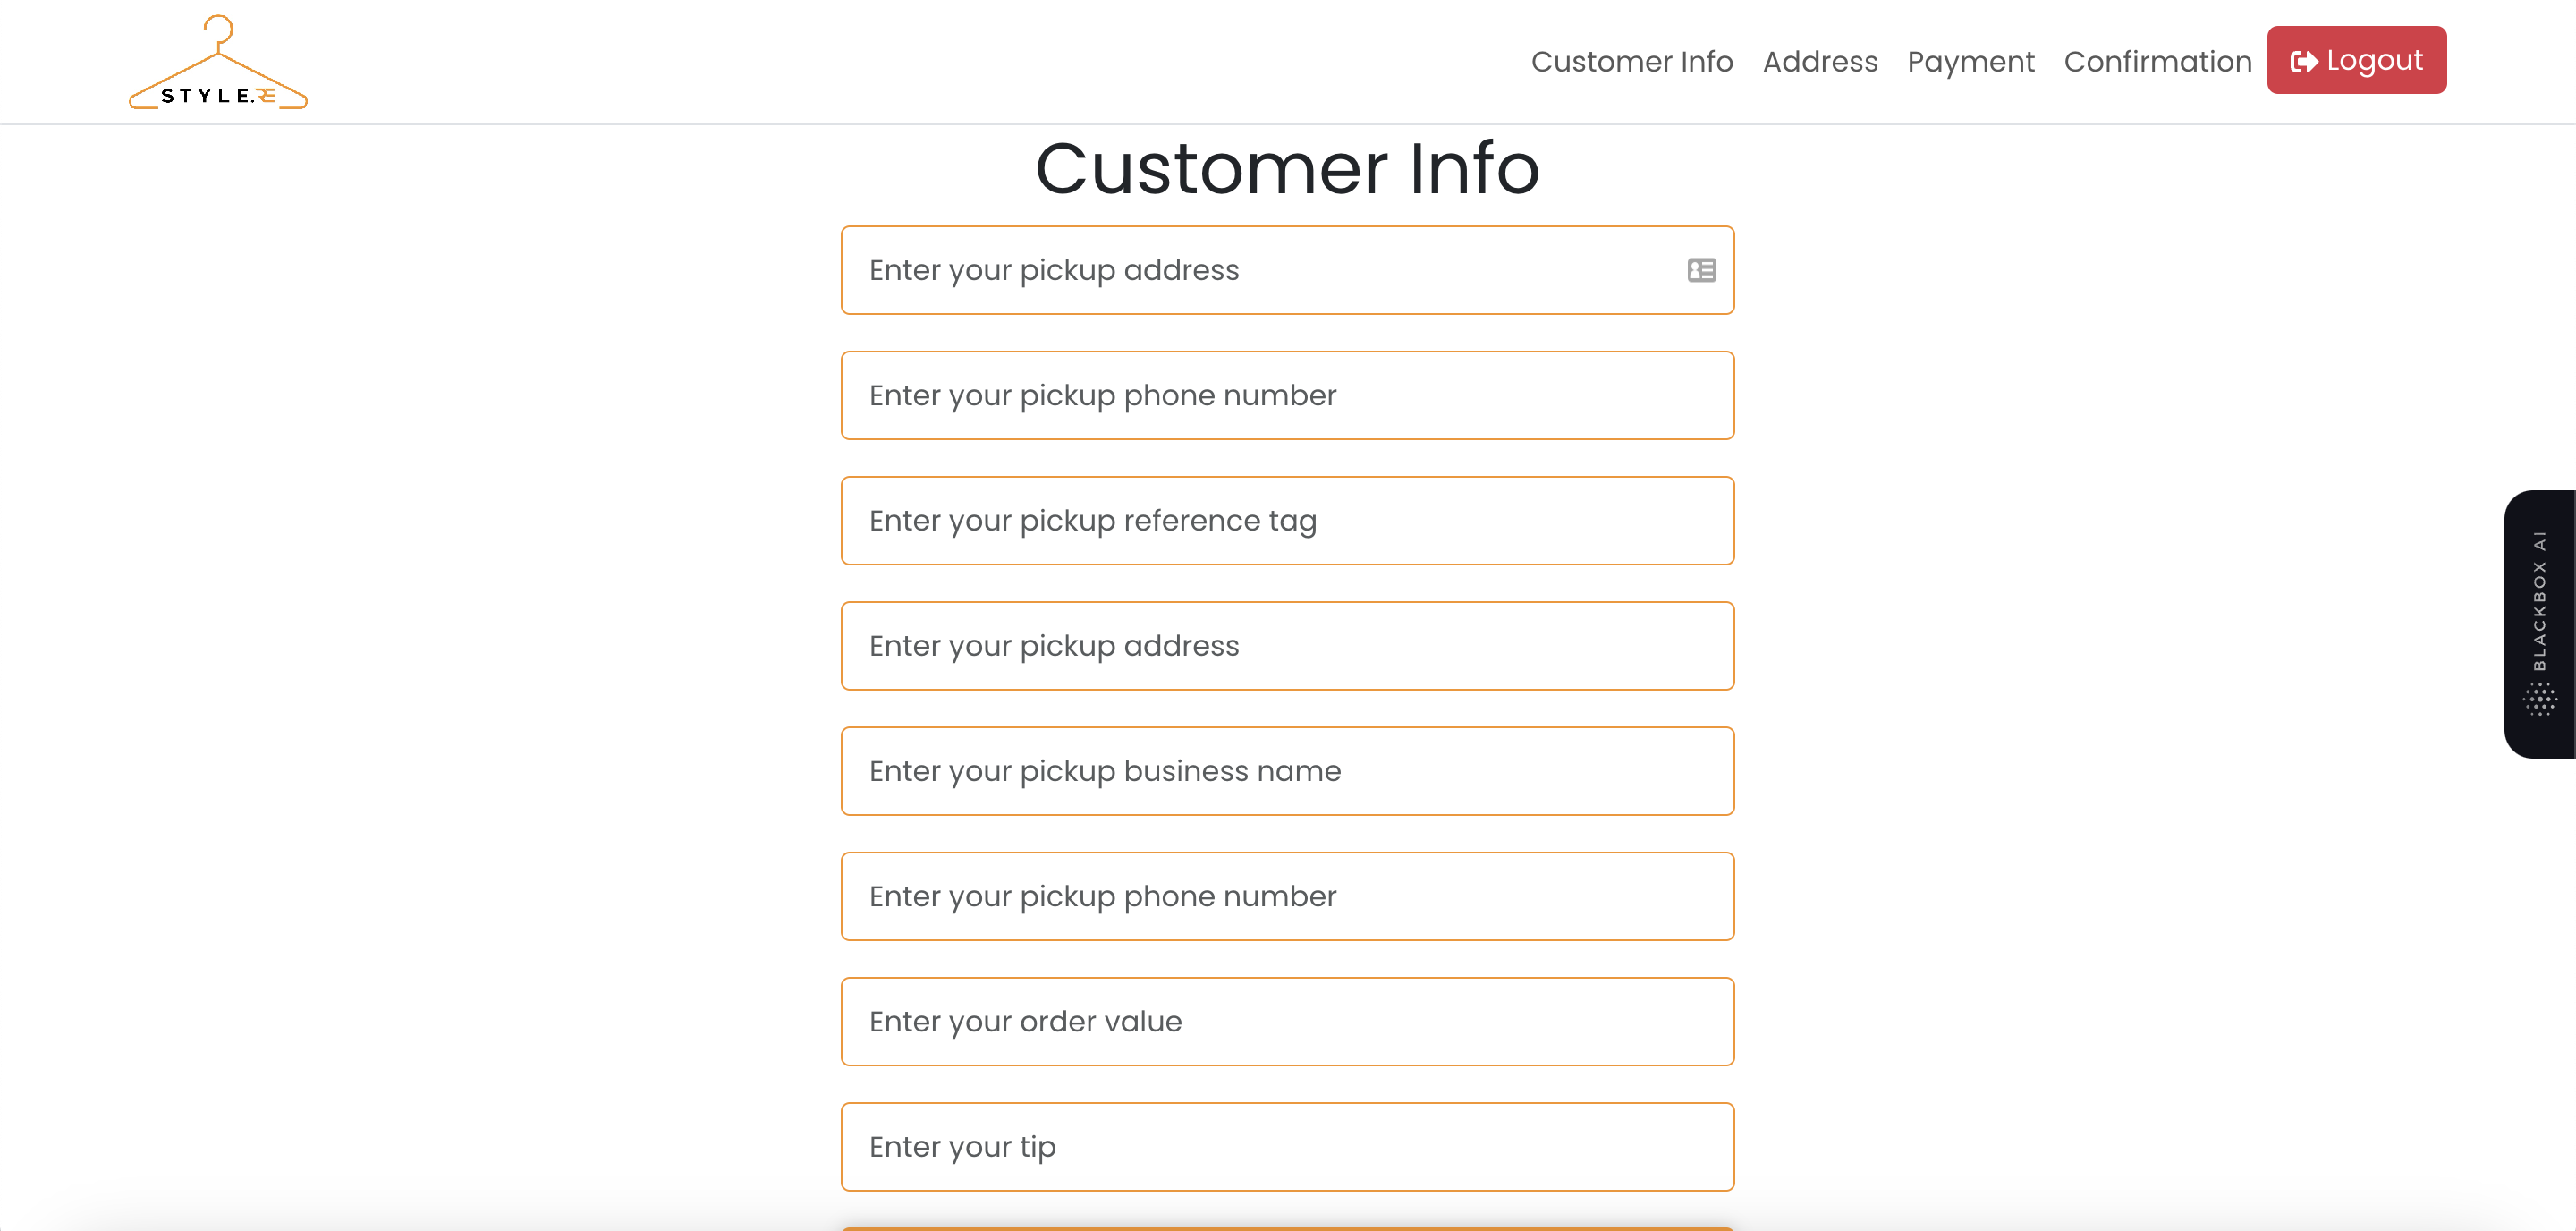 STYLE.RE
Customer Info
Address
Payment
Confirmation
Logout
Customer Info
Enter your pickup address
Enter your pickup phone number
Enter your pickup reference tag
Enter your pickup address
Enter your pickup business name
Enter your pickup phone number
Enter your order value
Enter your tip
BLACKBOX AI